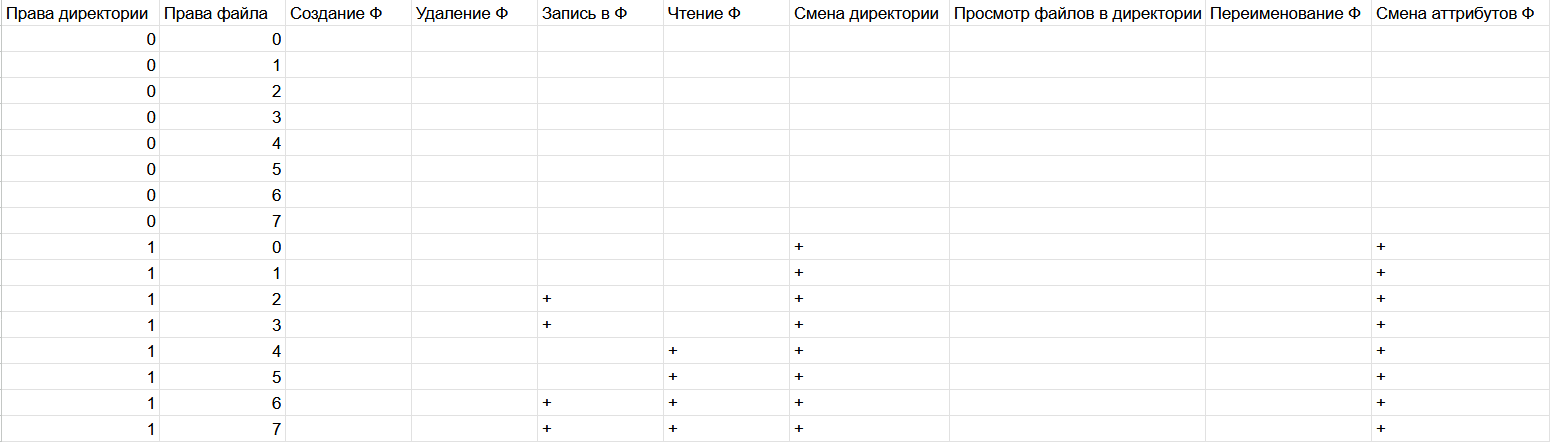 Права директории Права файла Создание Ф Удаление Ф Запись в Ф Чтение Ф Смена директории Просмотр файлов в директории Переименование Ф Смена аттрибутов Ф
0 0
0 1
0 2
0 3
0 4
0 5
0 6
0 7
1 0 + +
1 1 + +
1 2 + + +
1 3 + + +
1 4 + + +
1 5 + + +
1 6 + + + +
1 7 + + + +